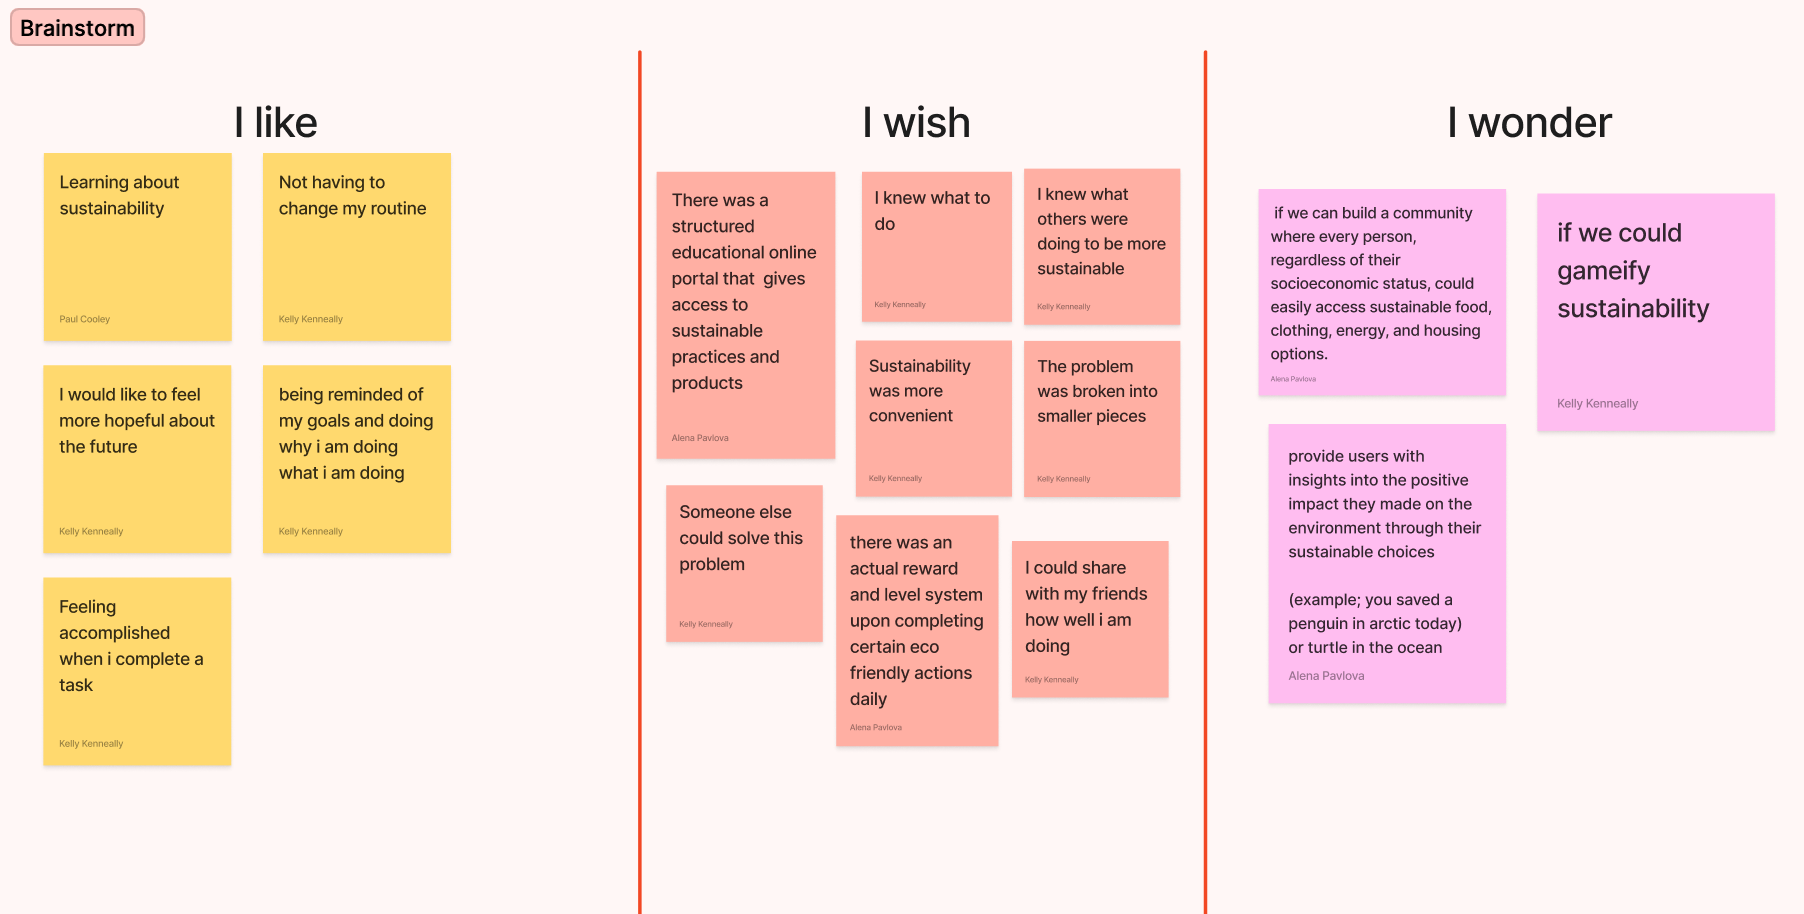 Brainstorm
I like
Learning about
sustainability
Paul Cooley
Not having to
change my routine
Kelly Kenneally
I would like to feel
more hopeful about
the future
Kelly Kenneally
being reminded of
my goals and doing
why i am doing
what i am doing
Kelly Kenneally
Feeling
accomplished
when i complete a
task
Kelly Kenneally
I wish
There was a
structured
educational online
portal that  gives
access to
sustainable
practices and
products
Alena Pavlova
I knew what to
do
Kelly Kenneally
I knew what
others were
doing to be more
sustainable
Kelly Kenneally
Sustainability
was more
convenient
Kelly Kenneally
The problem
was broken into
smaller pieces
Kelly Kenneally
Someone else
could solve this
problem
Kelly Kenneally
there was an
actual reward
and level system
upon completing
certain eco
friendly actions
daily
Alena Pavlova
I could share
with my friends
how well i am
doing
Kelly Kenneally
I wonder
if we can build a community
where every person,
regardless of their
socioeconomic status, could
easily access sustainable food,
clothing, energy, and housing
options.
Alena Pavlova
if we could
gameify
sustainability
Kelly Kenneally
provide users with
insights into the positive
impact they made on the
environment through their
sustainable choices
(example; you saved a
penguin in arctic today)
or turtle in the ocean
Alena Pavlova